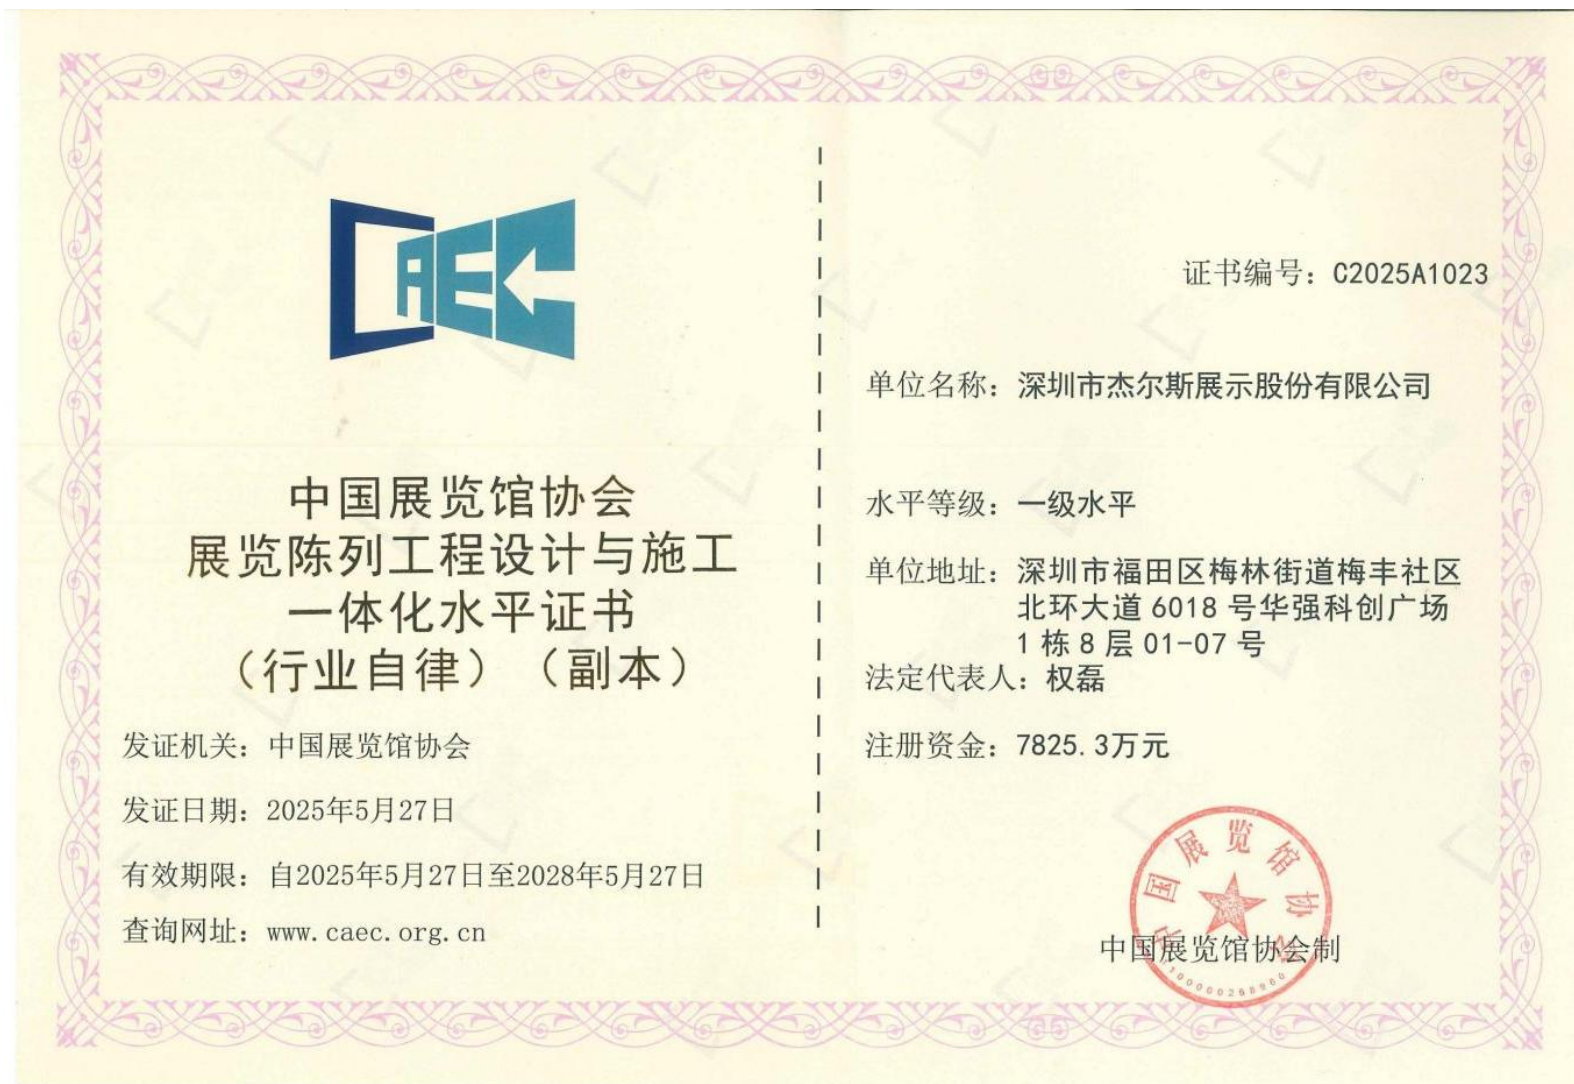 CAEC
中国展览馆协会
展览陈列工程设计与施工
一体化水平证书
（行业自律）（副本）
发证机关：中国展览馆协会
发证日期：2025年5月27日
有效期限：自2025年5月27日至2028年5月27日
查询网址：www.caec.org.cn
证书编号：C2025A1023
单位名称：深圳市杰尔斯展示股份有限公司
水平等级：一级水平
单位地址：深圳市福田区梅林街道梅丰社区
北环大道6018号华强科创广场
1栋8层01-07号
法定代表人：权磊
注册资金：7825.3万元
中国展览馆协会
中国展览馆协会制